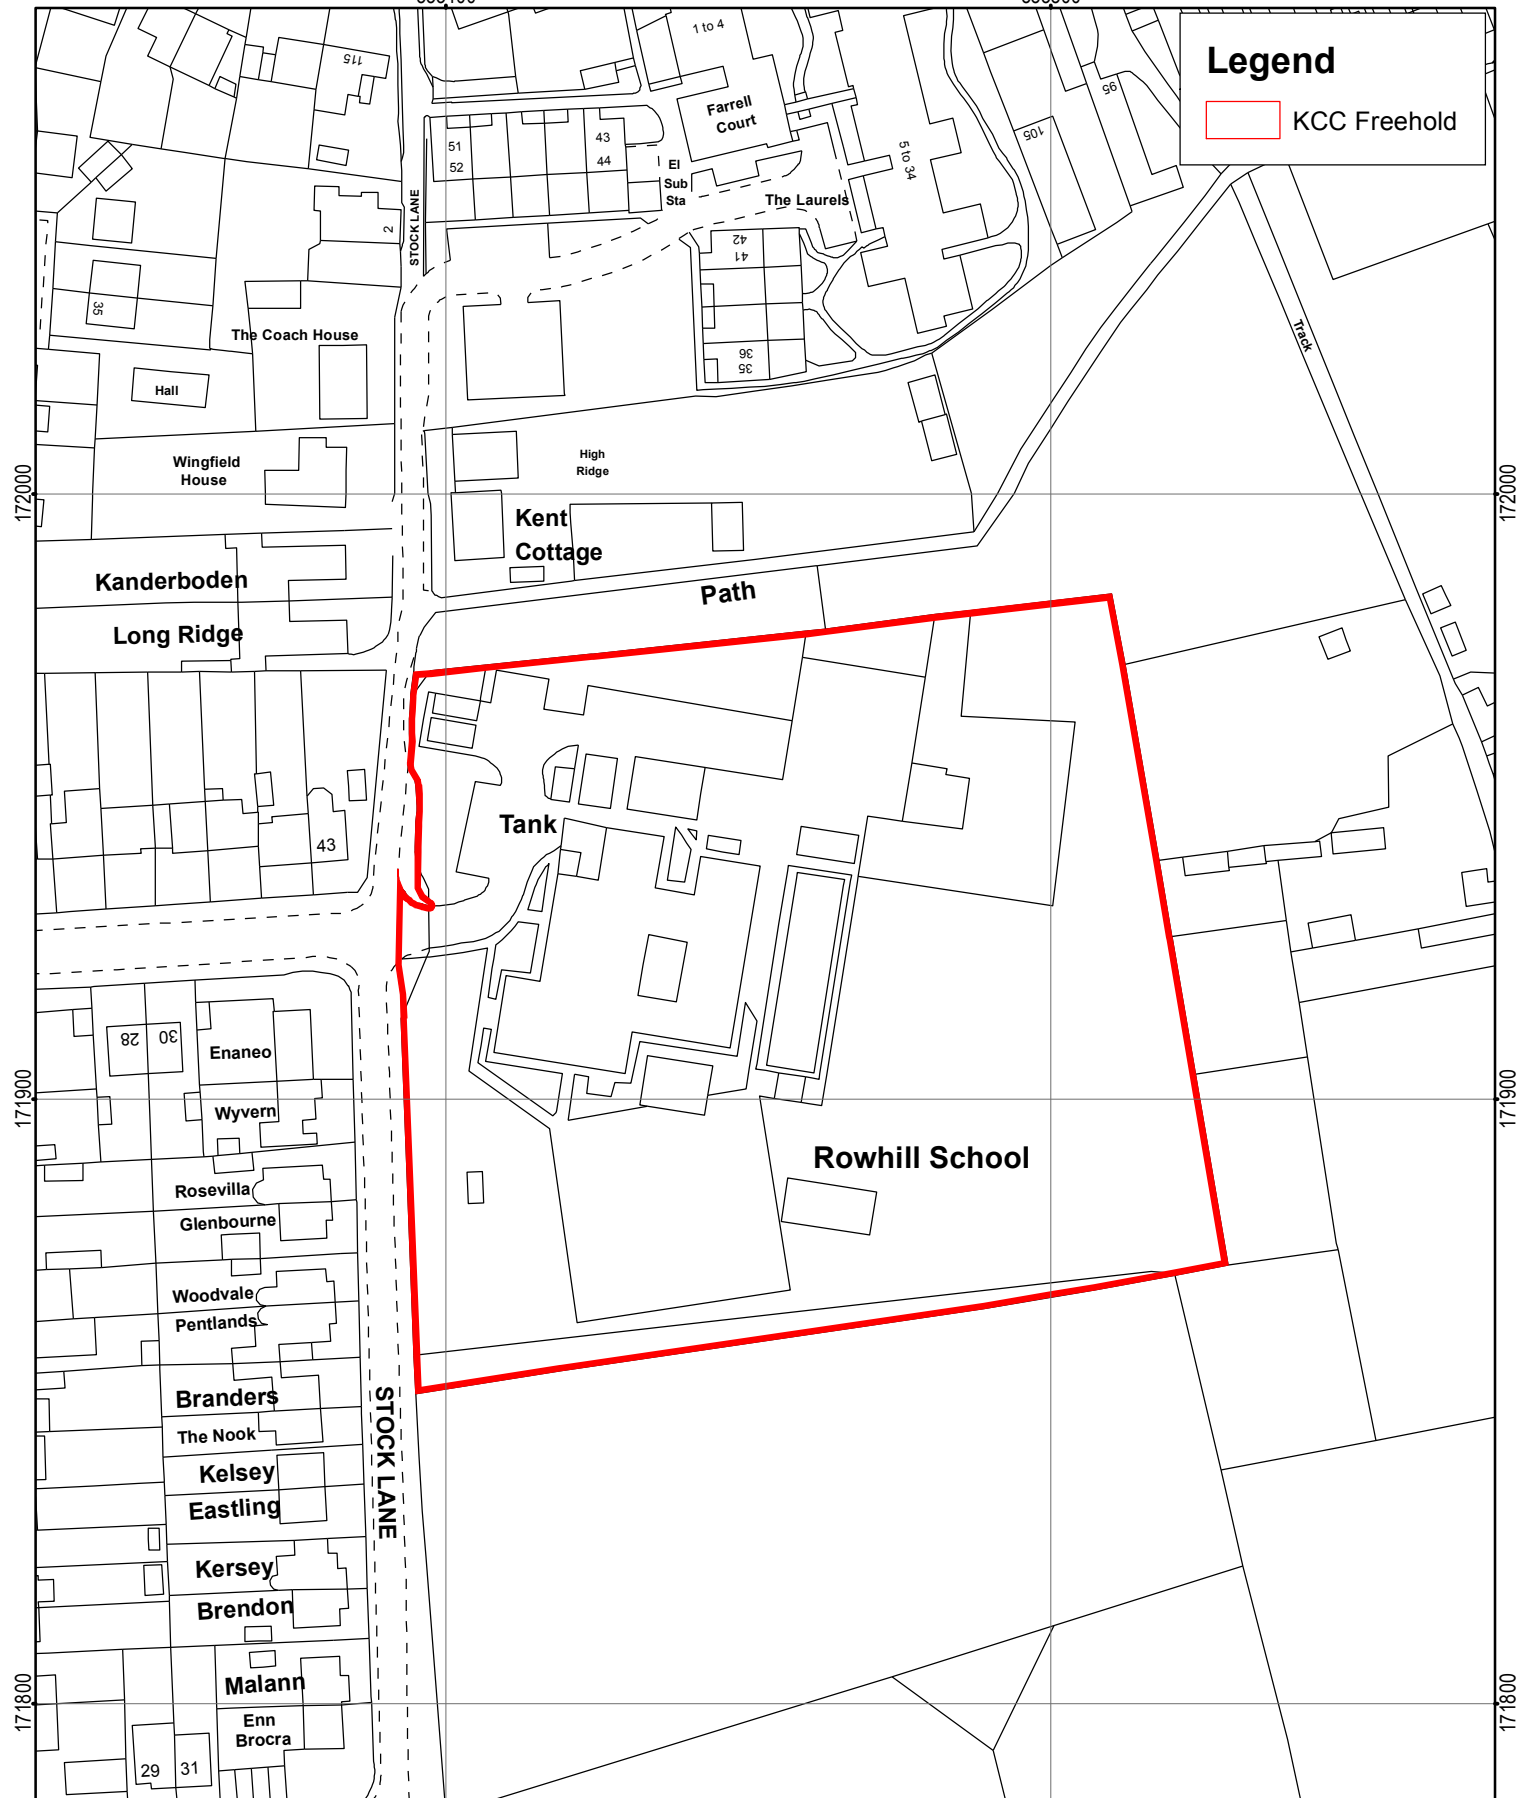 Legend
KCC Freehold
1 to 4
115
Farrell
Court
95
105
51
52
43
44
El
Sub
Sta
5 to 34
The Laurels
STOCK LANE
2
42
41
35
The Coach House
Track
36
35
Hall
High
Ridge
Wingfield
House
172000
172000
Kent
Cottage
Kanderboden
Path
Long Ridge
Tank
43
28
30
Enaneo
171900
171900
Wyvern
Rowhill School
Rosevilla
Glenbourne
Woodvale
Pentlands
Branders
STOCK LANE
The Nook
Kelsey
Eastling
Kersey
Brendon
Malann
171800
171800
Enn
Brocra
29
31